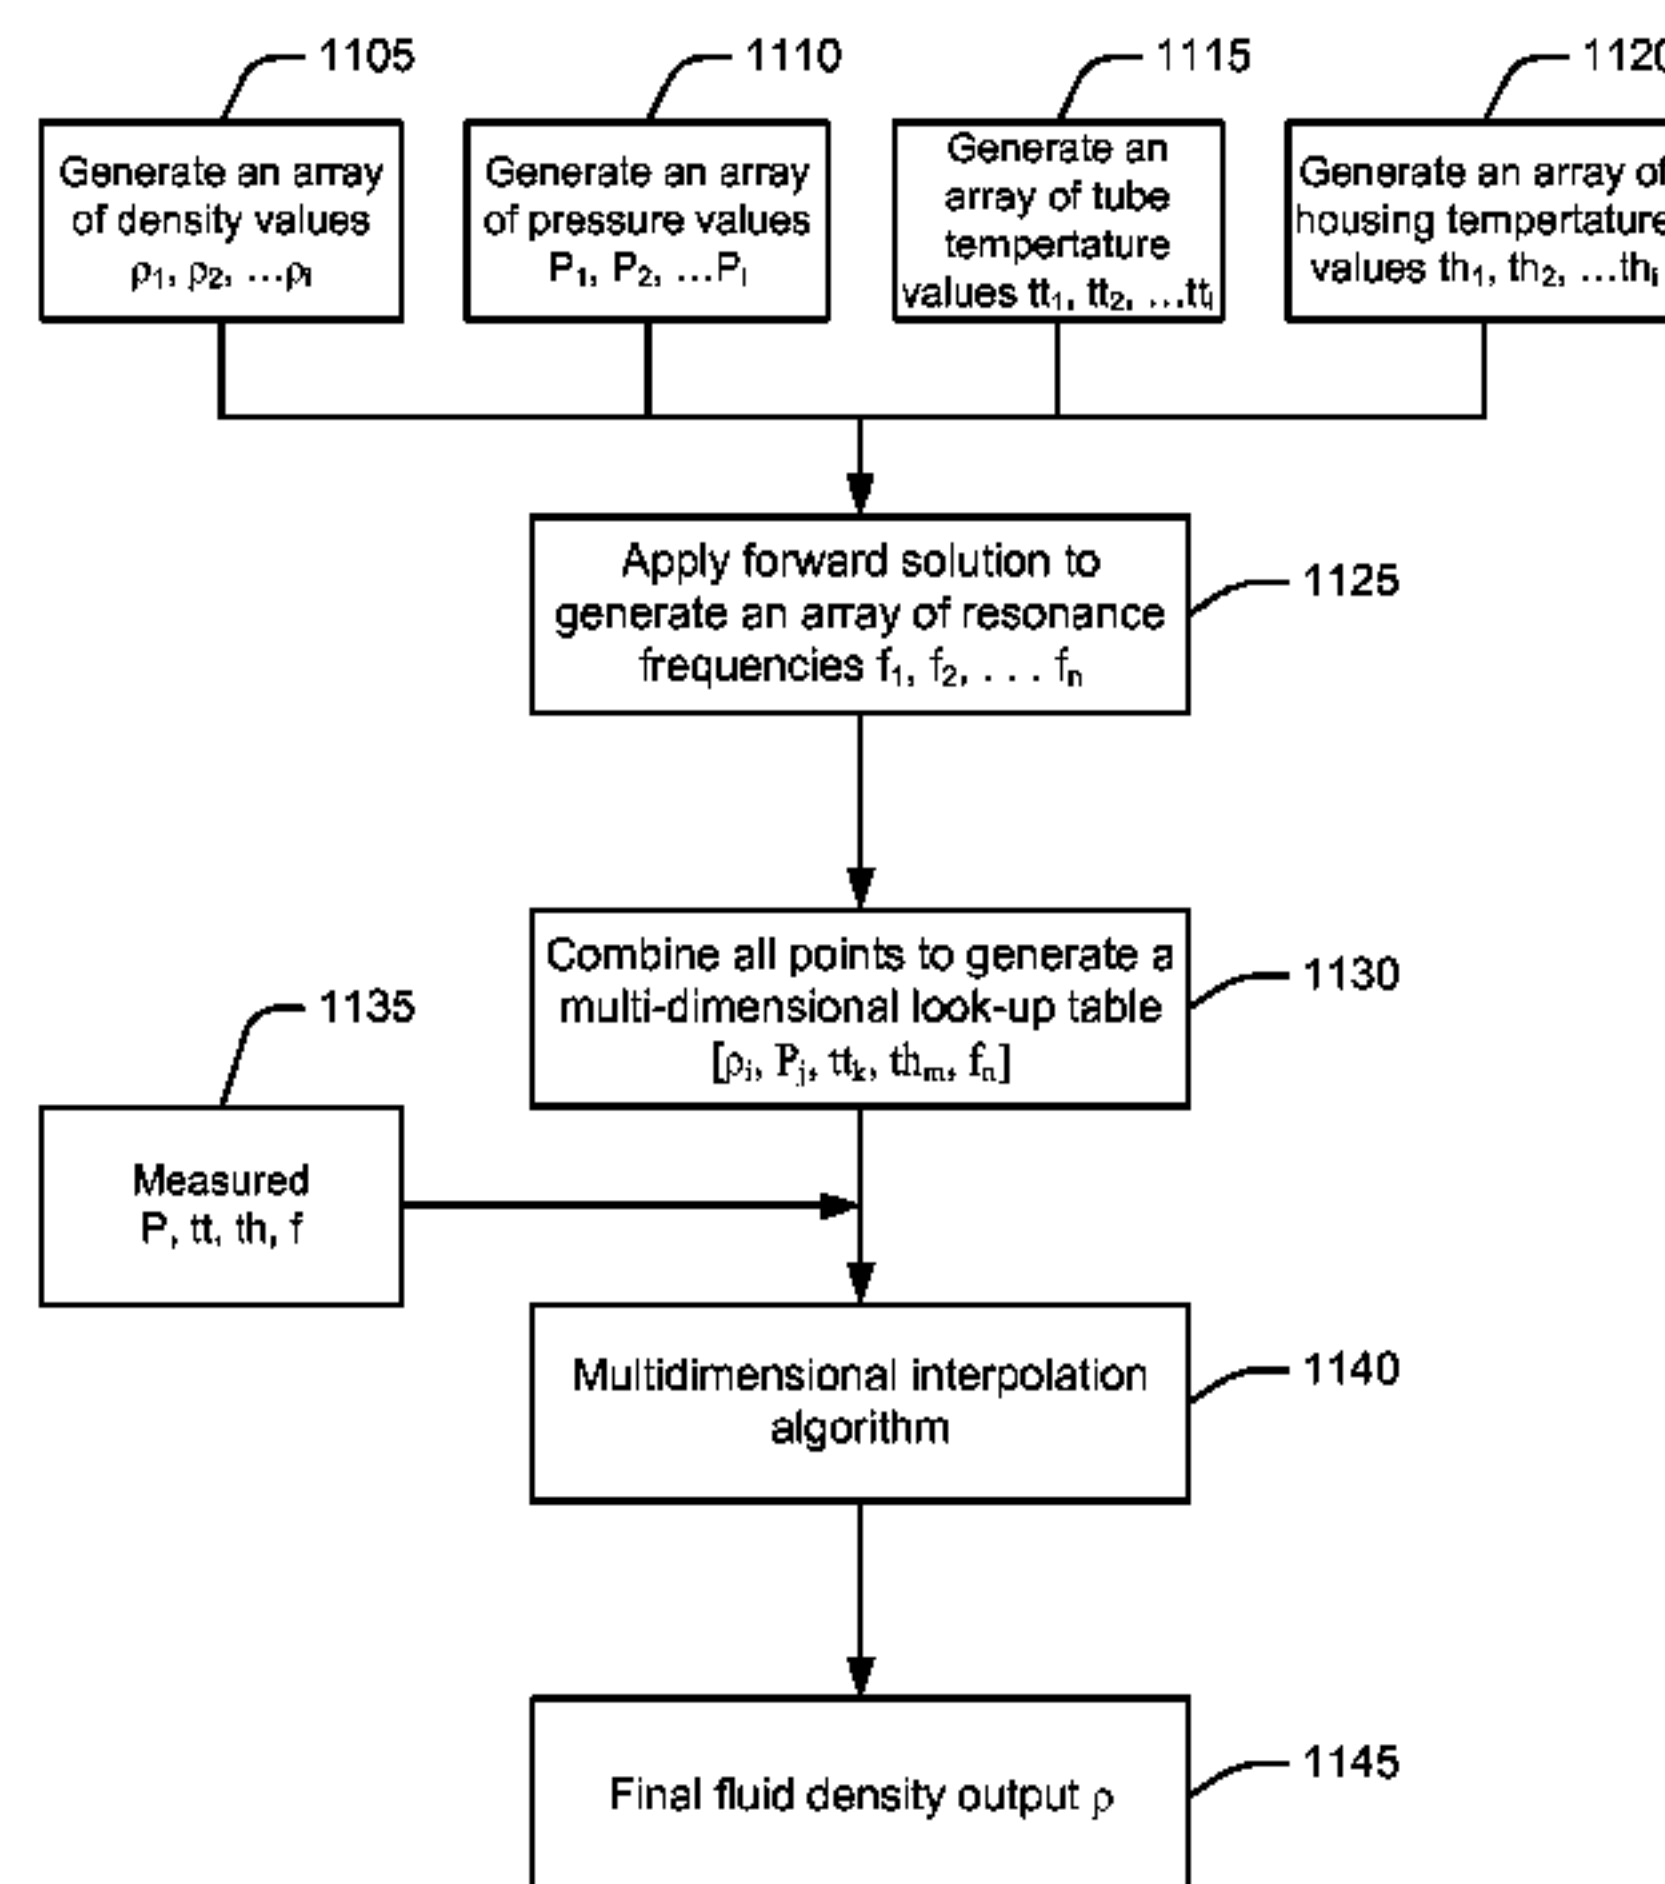 1105
1110
1115
1120
Generate an array
of density values
ρ₁, ρ₂, ...ρᵢ
Generate an array
of pressure values
P₁, P₂, ...Pᵢ
Generate an
array of tube
tempertature
values tt₁, tt₂, ...ttᵢ
Generate an array of
housing tempertature
values th₁, th₂, ...thᵢ
Apply forward solution to
generate an array of resonance
frequencies f₁, f₂, . . . fₙ
1125
Combine all points to generate a
multi-dimensional look-up table
[ρᵢ, Pⱼ, ttₖ, thₘ, fₙ]
1130
1135
Measured
P, tt, th, f
Multidimensional interpolation
algorithm
1140
Final fluid density output ρ
1145